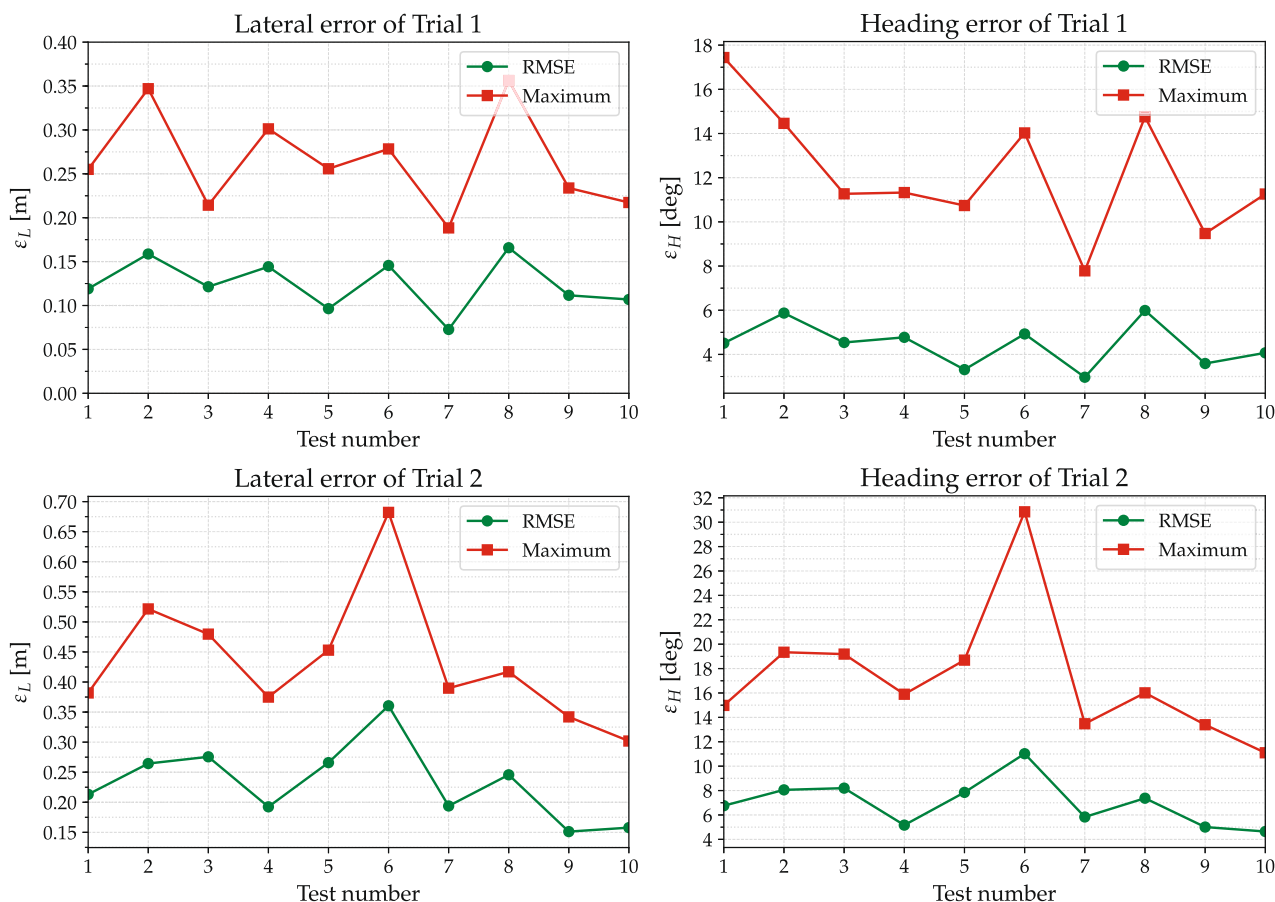 Lateral error of Trial 1
0.40
0.35
0.30
0.25
0.20
0.15
0.10
0.05
0.00
ε_L [m]
RMSE
Maximum
1 2 3 4 5 6 7 8 9 10
Test number
Heading error of Trial 1
18
16
14
12
10
8
6
4
ε_H [deg]
RMSE
Maximum
1 2 3 4 5 6 7 8 9 10
Test number
Lateral error of Trial 2
0.70
0.65
0.60
0.55
0.50
0.45
0.40
0.35
0.30
0.25
0.20
0.15
ε_L [m]
RMSE
Maximum
1 2 3 4 5 6 7 8 9 10
Test number
Heading error of Trial 2
32
30
28
26
24
22
20
18
16
14
12
10
8
6
4
ε_H [deg]
RMSE
Maximum
1 2 3 4 5 6 7 8 9 10
Test number